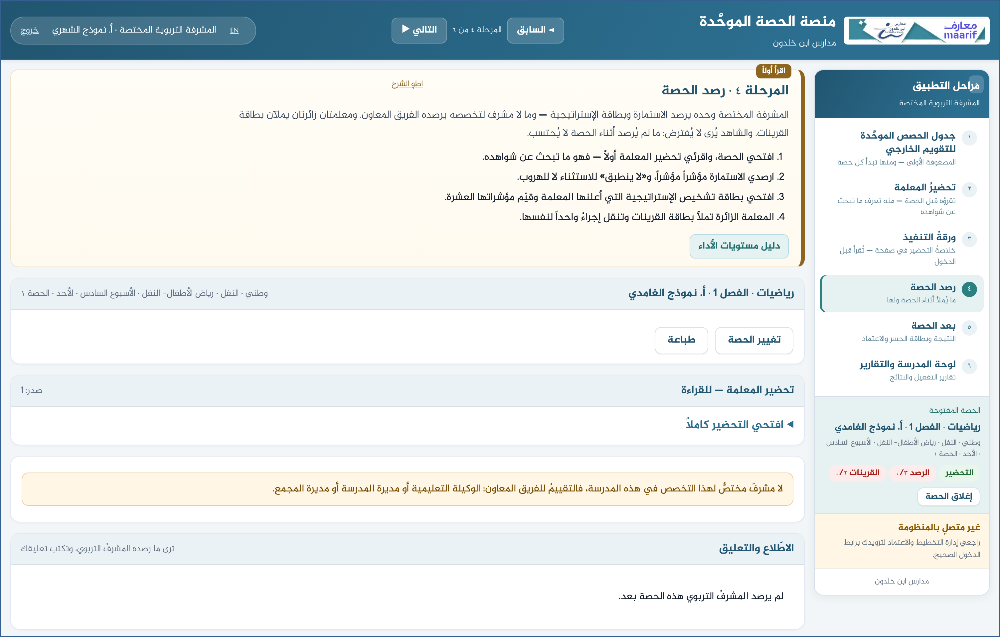 معارف
maarif
مدارس
ابن خلدون
Ibn Khaldun Schools
منصة الحصة الموحَّدة
مدارس ابن خلدون
◄ السابق
المرحلة ٤ من ٦
التالي ▶
EN
المشرفة التربوية المختصة · أ. نموذج الشهري
خروج
مراحل التطبيق
المشرفة التربوية المختصة
١
جدول الحصص الموحَّدة
للتقويم الخارجي
المصفوفة الأولى — ومنها تبدأ كل حصة
٢
تحضيرُ المعلمة
تقرؤه قبل الحصة — منه تعرف ما تبحث
عن شواهده
٣
ورقةُ التنفيذ
خلاصةُ التحضير في صفحة — تُقرأ قبل
الدخول
٤
رصد الحصة
ما يُملأ أثناء الحصة ولها
٥
بعد الحصة
النتيجة وبطاقة الجسر والاعتماد
٦
لوحة المدرسة والتقارير
تقارير التفعيل والنتائج
الحصة المفتوحة
رياضيات · الفصل 1 · أ. نموذج الغامدي
وطني · النفل · رياض الأطفال– النفل · الأسبوع السادس
· الأحد · الحصة ١
التحضير
الرصد ٠/٣
القرينات ٠/٢
إغلاق الحصة
غير متصلٍ بالمنظومة
راجعي إدارة التخطيط والاعتماد لتزويدك برابط
الدخول الصحيح.
مدارس ابن خلدون
اقرأ أولاً
المرحلة ٤ · رصد الحصة
اطوِ الشرح
المشرفة المختصة وحده يرصد الاستمارة وبطاقة الإستراتيجية — وما لا مشرف لتخصصه يرصده الفريق المعاون. ومعلمتان زائرتان يملآن بطاقة
القرينات. والشاهد يُرى لا يُفترض: ما لم يُرصد أثناء الحصة لا يُحتسب.
1. افتحي الحصة، واقرئي تحضير المعلمة أولاً — فهو ما تبحث عن شواهده.
2. ارصدي الاستمارة مؤشراً مؤشراً، و«لا ينطبق» للاستثناء لا للهروب.
3. افتحي بطاقة تشخيص الإستراتيجية التي أعلنها المعلمة وقيّم مؤشراتها العشرة.
4. المعلمة الزائرة تملأ بطاقة القرينات وتنقل إجراءً واحداً لنفسها.
دليل مستويات الأداء
رياضيات · الفصل 1 · أ. نموذج الغامدي
وطني · النفل · رياض الأطفال– النفل · الأسبوع السادس · الأحد · الحصة ١
تغيير الحصة
طباعة
تحضير المعلمة — للقراءة
صدر: 1
◀ افتحي التحضير كاملاً
لا مشرفَ مختصٌّ لهذا التخصص في هذه المدرسة، فالتقييمُ للفريق المعاون: الوكيلة التعليمية أو مديرة المدرسة أو مديرة المجمع.
الاطّلاع والتعليق
ترى ما رصده المشرفُ التربوي، وتكتب تعليقك
لم يرصد المشرفُ التربوي هذه الحصة بعد.